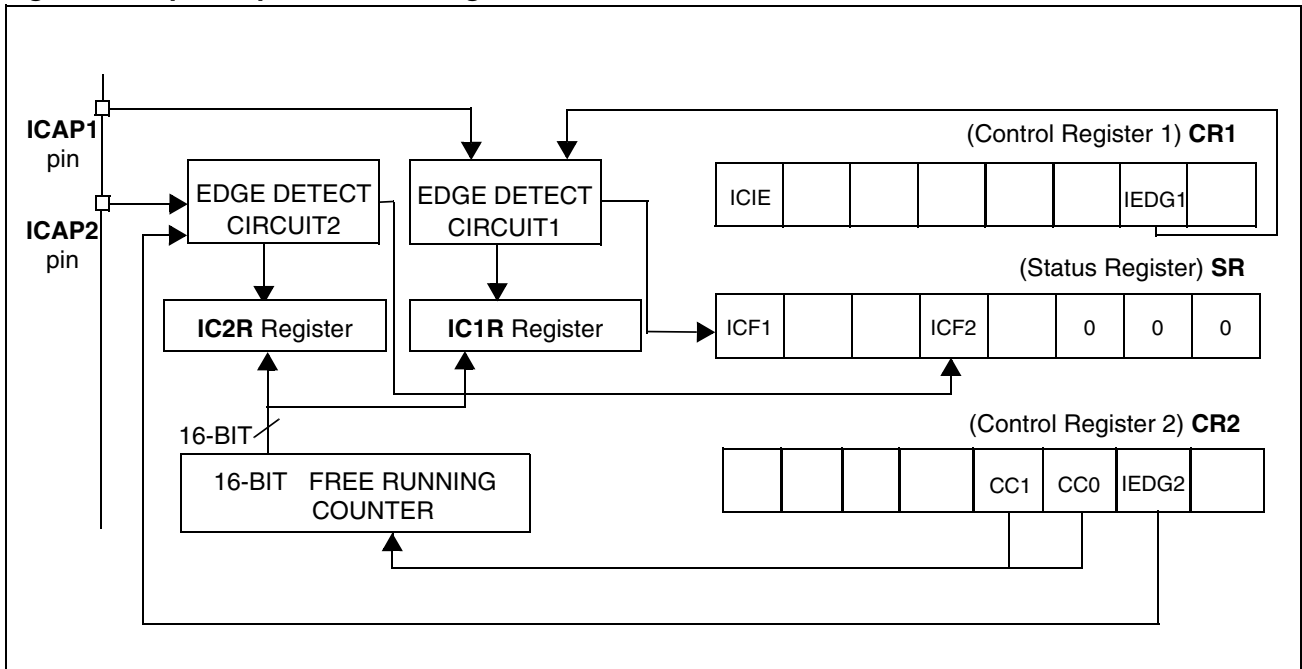 ICAP1
pin
ICAP2
pin
EDGE DETECT
CIRCUIT2
EDGE DETECT
CIRCUIT1
IC2R Register
IC1R Register
16-BIT
16-BIT FREE RUNNING
COUNTER
(Control Register 1) CR1
ICIE IEDG1
(Status Register) SR
ICF1 ICF2 0 0 0
(Control Register 2) CR2
CC1 CC0 IEDG2